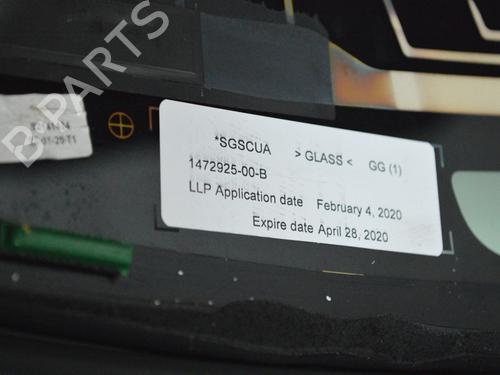 B-PARTS
*SGSCUA > GLASS < GG (1)
1472925-00-B
LLP Application date February 4, 2020
Expire date April 28, 2020